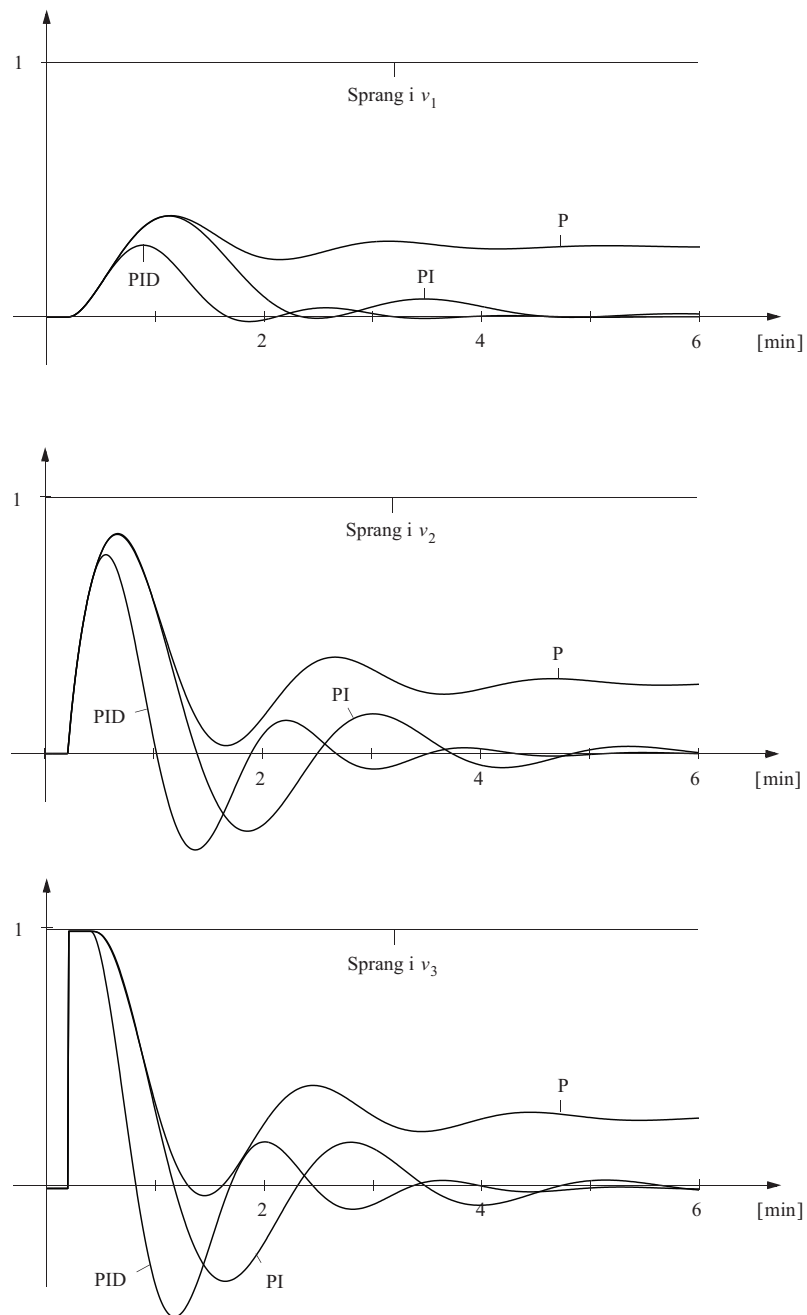 1
Sprang i v1
P
PID
PI
2
4
6
[min]
1
Sprang i v2
P
PI
PID
2
4
6
[min]
1
Sprang i v3
P
2
4
6
[min]
PID
PI